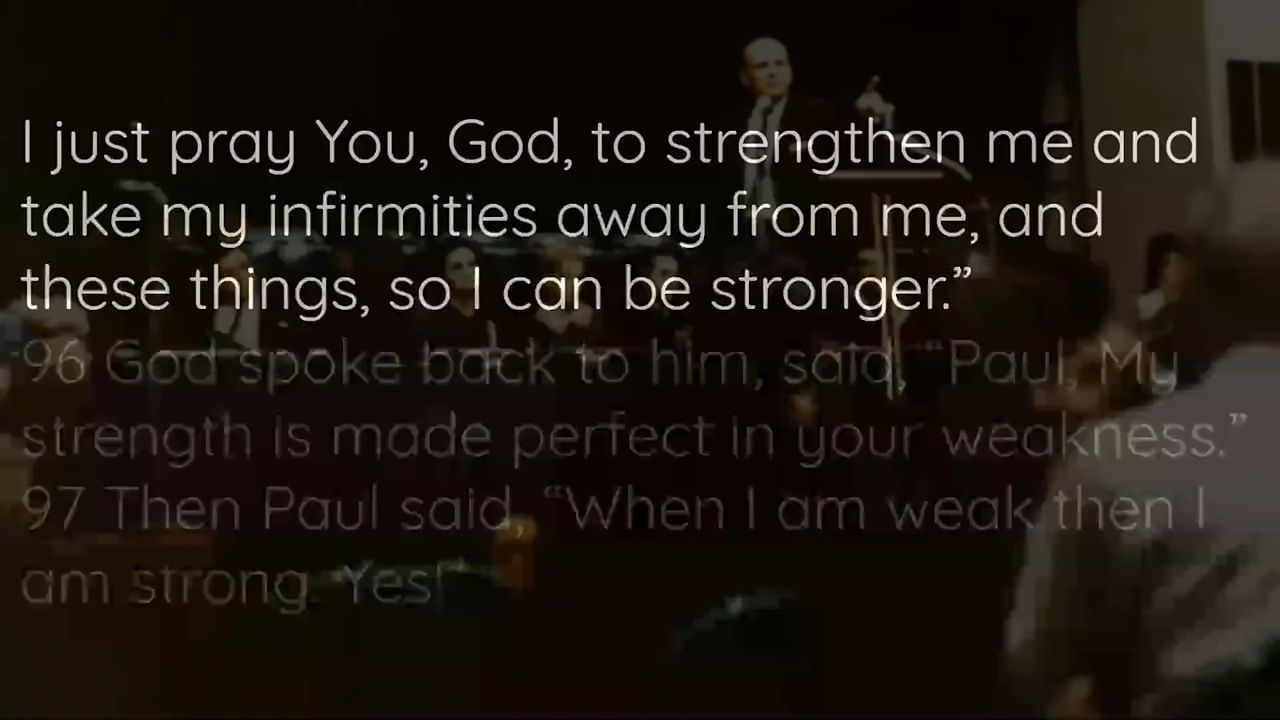 I just pray You, God, to strengthen me and
take my infirmities away from me, and
these things, so I can be stronger.”
96 God spoke back to him, said, “Paul, My
strength is made perfect in your weakness.”
97 Then Paul said, “When I am weak then I
am strong. Yes!”